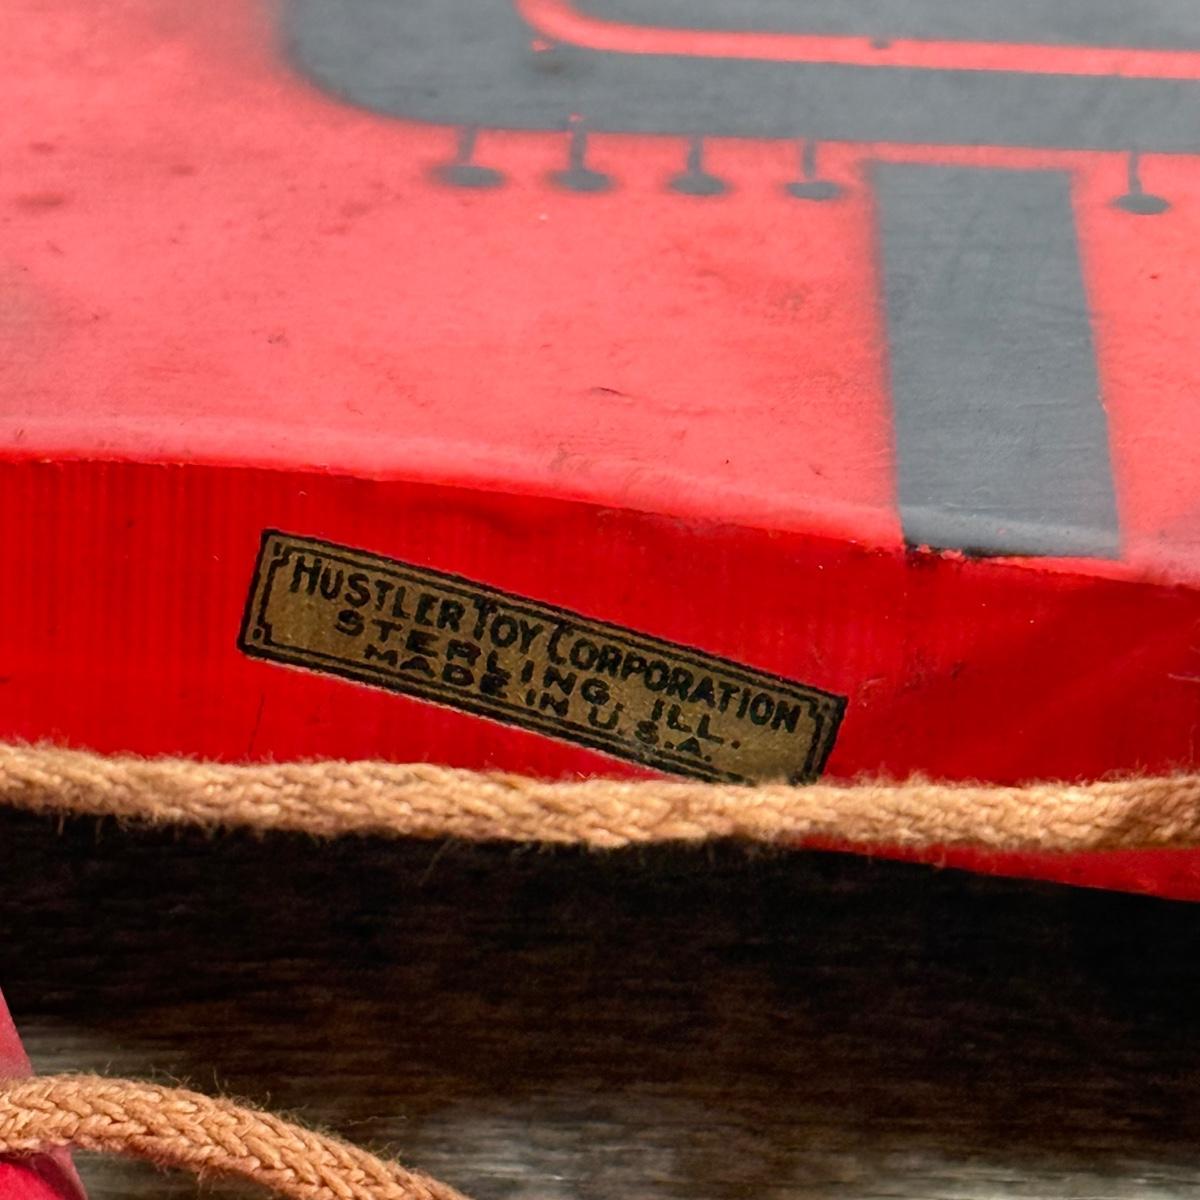 HUSTLER TOY CORPORATION
STERLING, ILL.
MADE IN U.S.A.